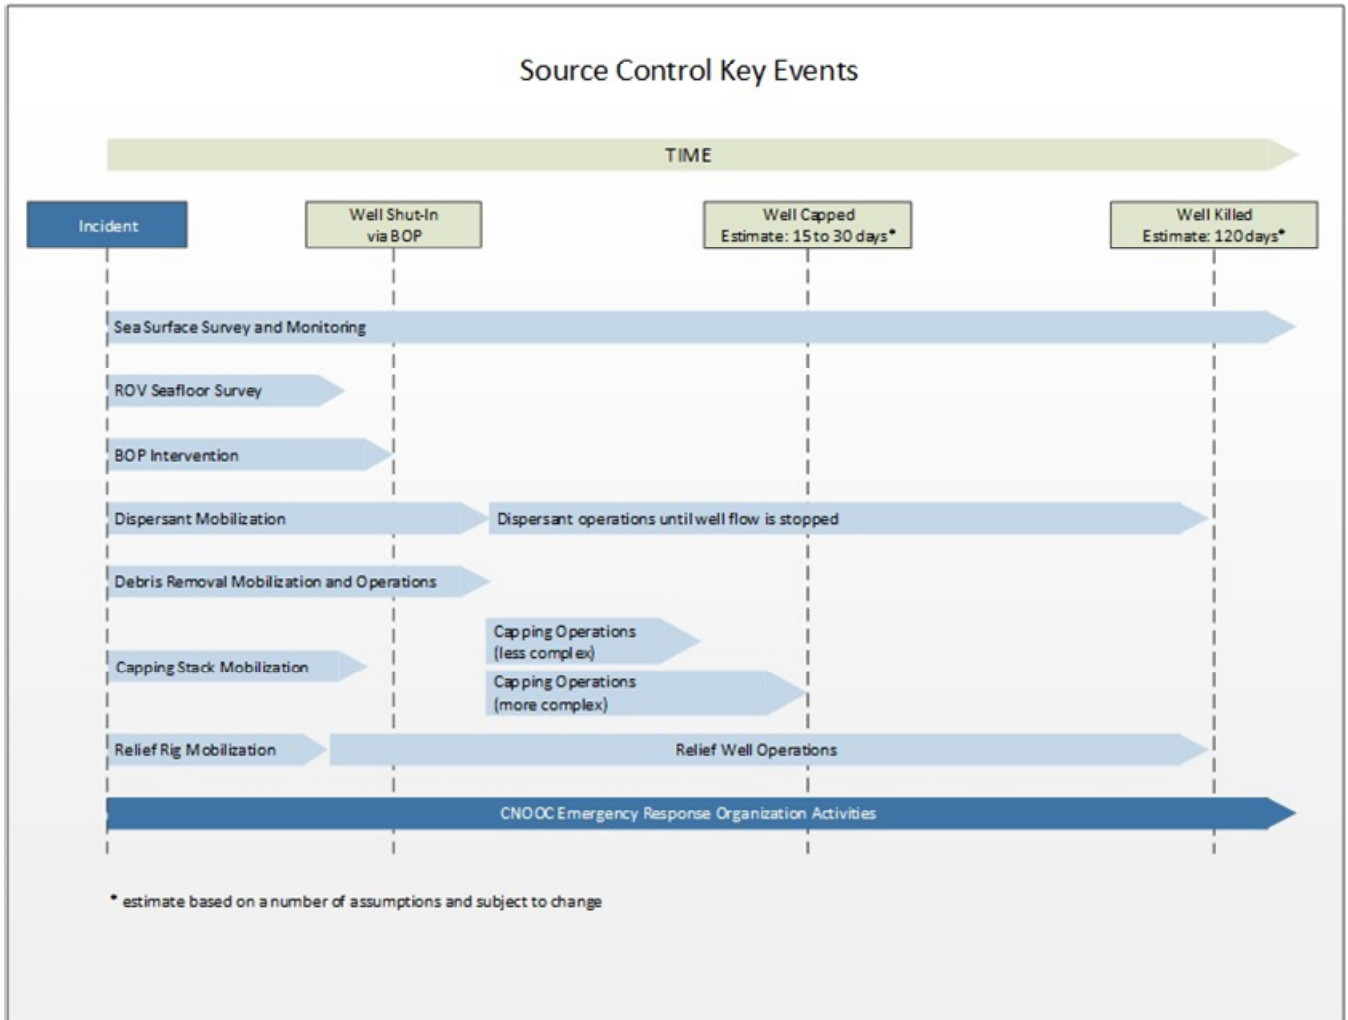 Source Control Key Events
TIME
Incident
Well Shut-In
via BOP
Well Capped
Estimate: 15 to 30 days*
Well Killed
Estimate: 120 days*
Sea Surface Survey and Monitoring
ROV Seafloor Survey
BOP Intervention
Dispersant Mobilization
Dispersant operations until well flow is stopped
Debris Removal Mobilization and Operations
Capping Operations
(less complex)
Capping Stack Mobilization
Capping Operations
(more complex)
Relief Rig Mobilization
Relief Well Operations
CNOOC Emergency Response Organization Activities
* estimate based on a number of assumptions and subject to change